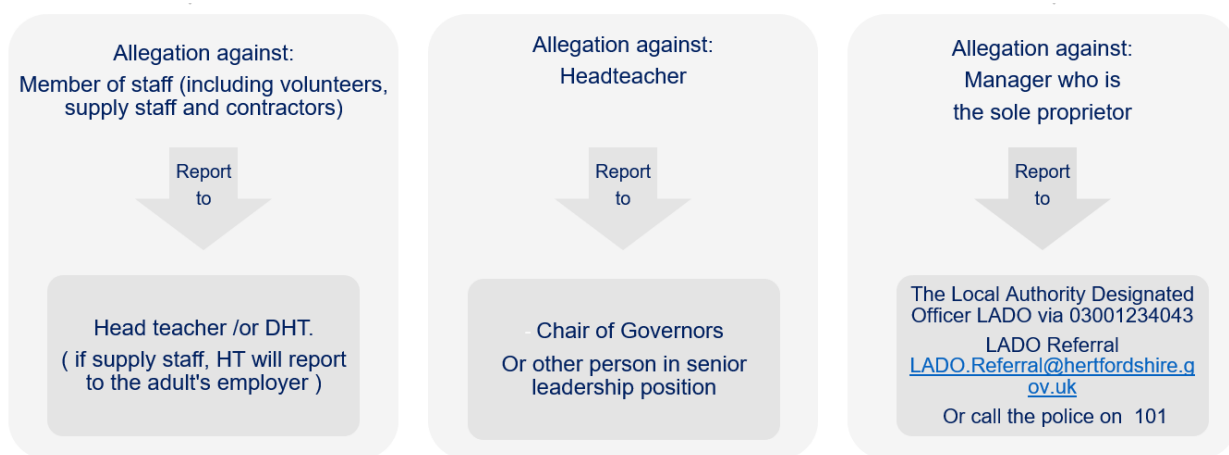 Allegation against:
Member of staff (including volunteers,
supply staff and contractors)
Report
to
Head teacher /or DHT.
( if supply staff, HT will report
to the adult's employer )
Allegation against:
Headteacher
Report
to
- Chair of Governors
Or other person in senior
leadership position
Allegation against:
Manager who is
the sole proprietor
Report
to
The Local Authority Designated
Officer LADO via 03001234043
LADO Referral
LADO.Referral@hertfordshire.g
ov.uk
Or call the police on 101